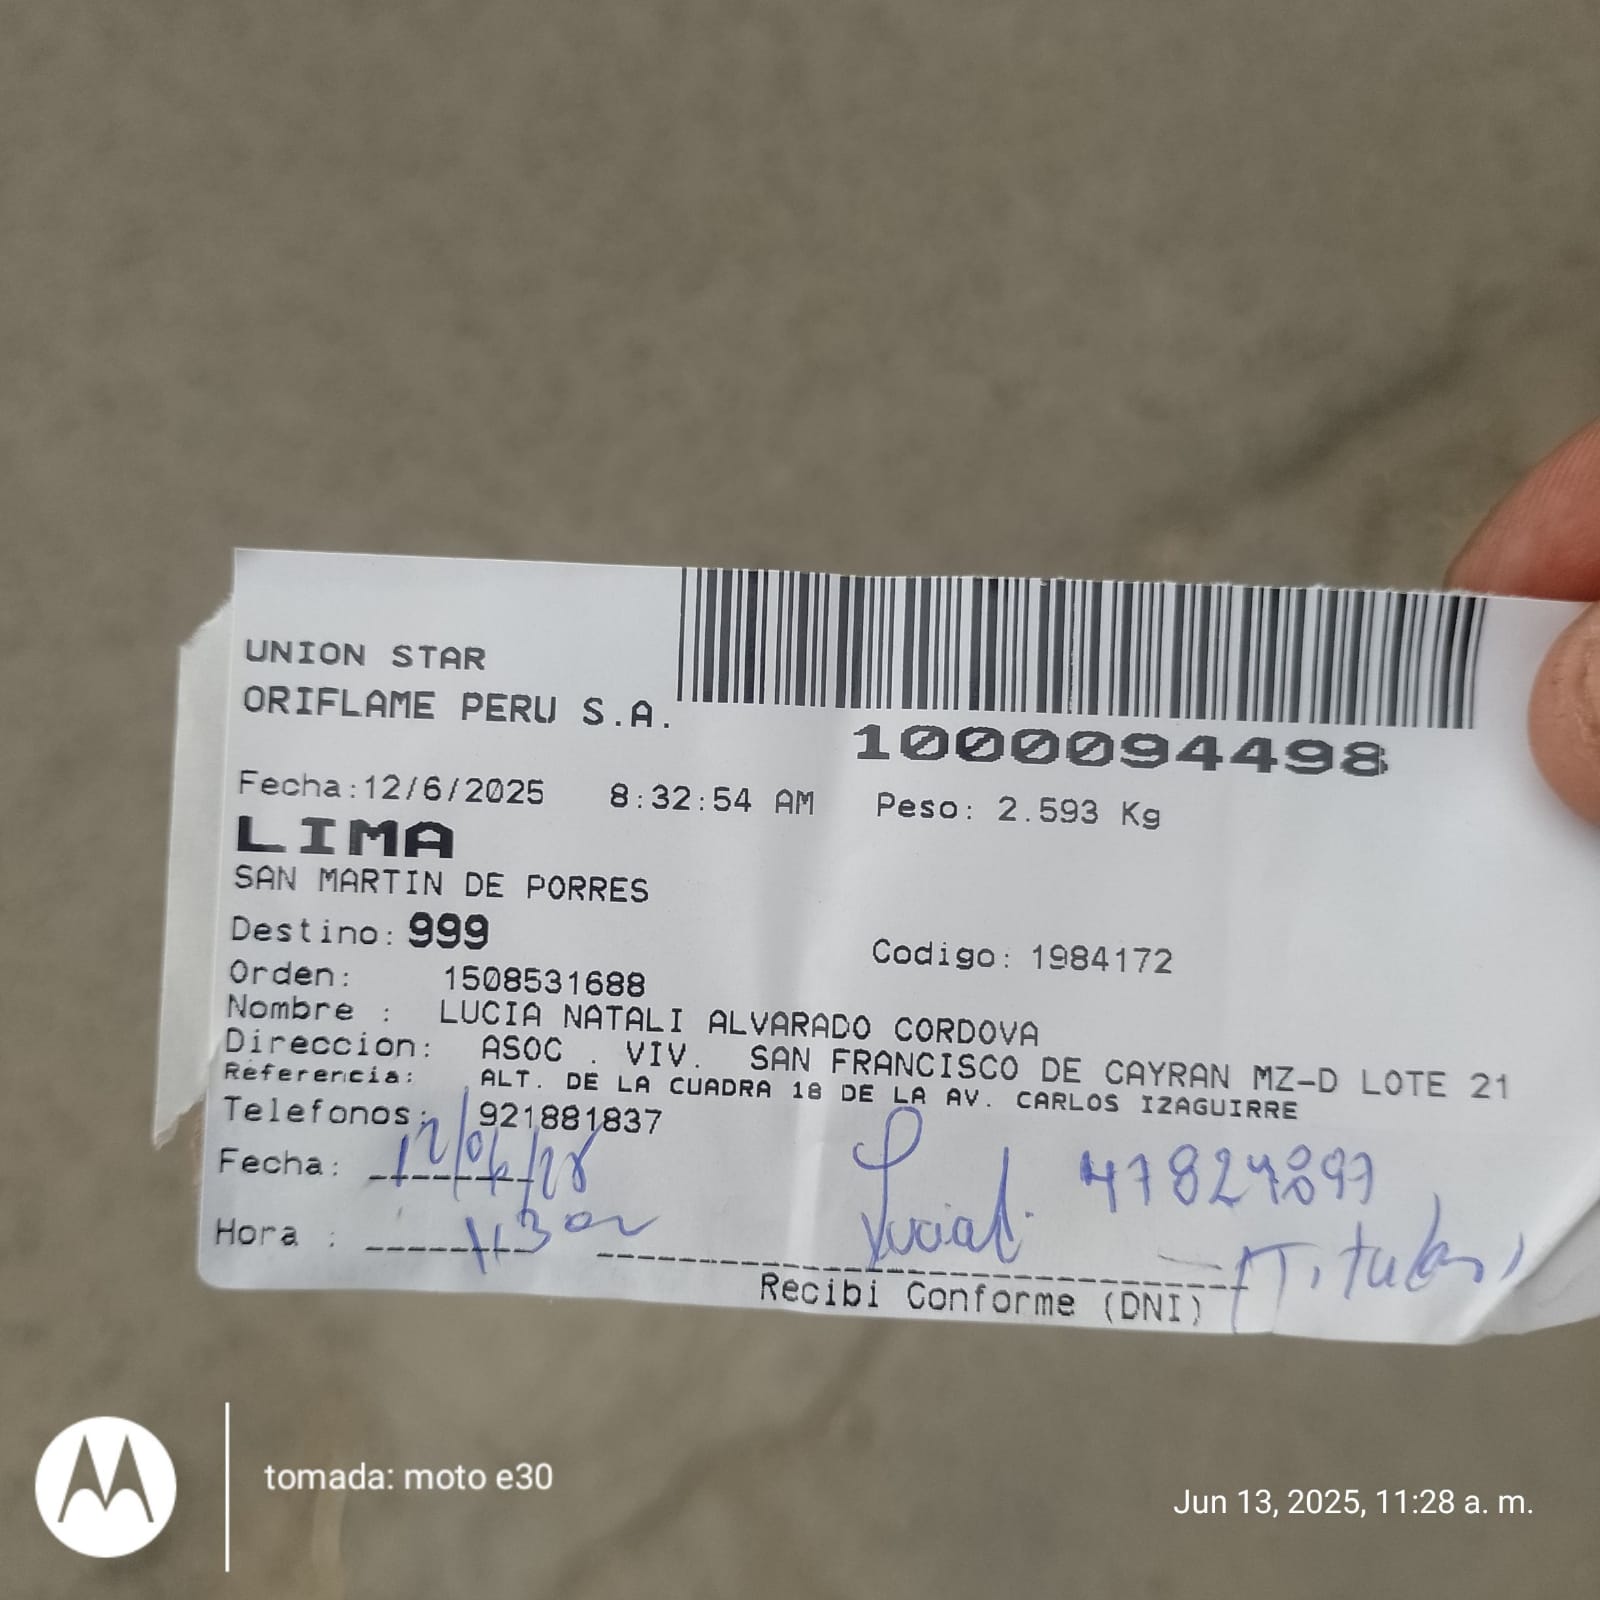 UNION STAR
ORIFLAME PERU S.A.
1000094498
Fecha:12/6/2025 8:32:54 AM Peso: 2.593 Kg
LIMA
SAN MARTIN DE PORRES
Destino: 999
Codigo: 1984172
Orden: 1508531688
Nombre : LUCIA NATALI ALVARADO CORDOVA
Direccion: ASOC . VIV. SAN FRANCISCO DE CAYRAN MZ-D LOTE 21
Referencia: ALT. DE LA CUADRA 18 DE LA AV. CARLOS IZAGUIRRE
Telefonos: 921881837
Fecha: 12/06/
Hora :
Titular
Recibi Conforme (DNI)
tomada: moto e30
Jun 13, 2025, 11:28 a. m.